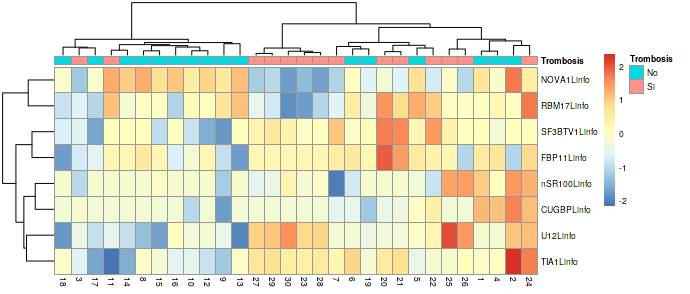 Trombosis
NOVA1Linfo
RBM17Linfo
SF3BTV1Linfo
FBP11Linfo
nSR100Linfo
CUGBPLinfo
U12Linfo
TIA1Linfo
18 3 17 11 14 8 15 16 10 12 9 13 27 29 30 23 28 7 6 19 20 21 5 22 25 26 1 4 2 24
2
1
0
-1
-2
Trombosis
No
SI